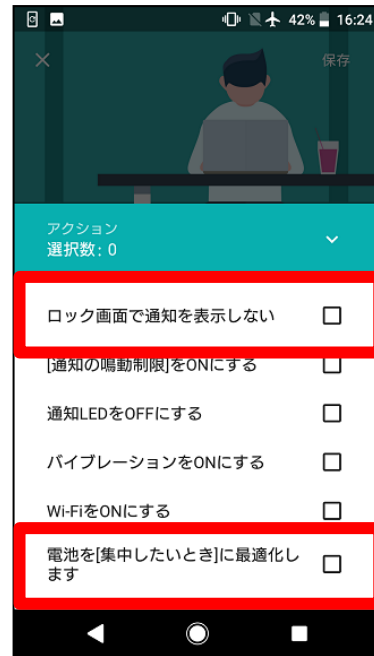 42% 16:24
保存
アクション
選択数: 0
ロック画面で通知を表示しない
[通知の鳴動制限]をONにする
通知LEDをOFFにする
バイブレーションをONにする
Wi-FiをONにする
電池を[集中したいとき]に最適化し
ます